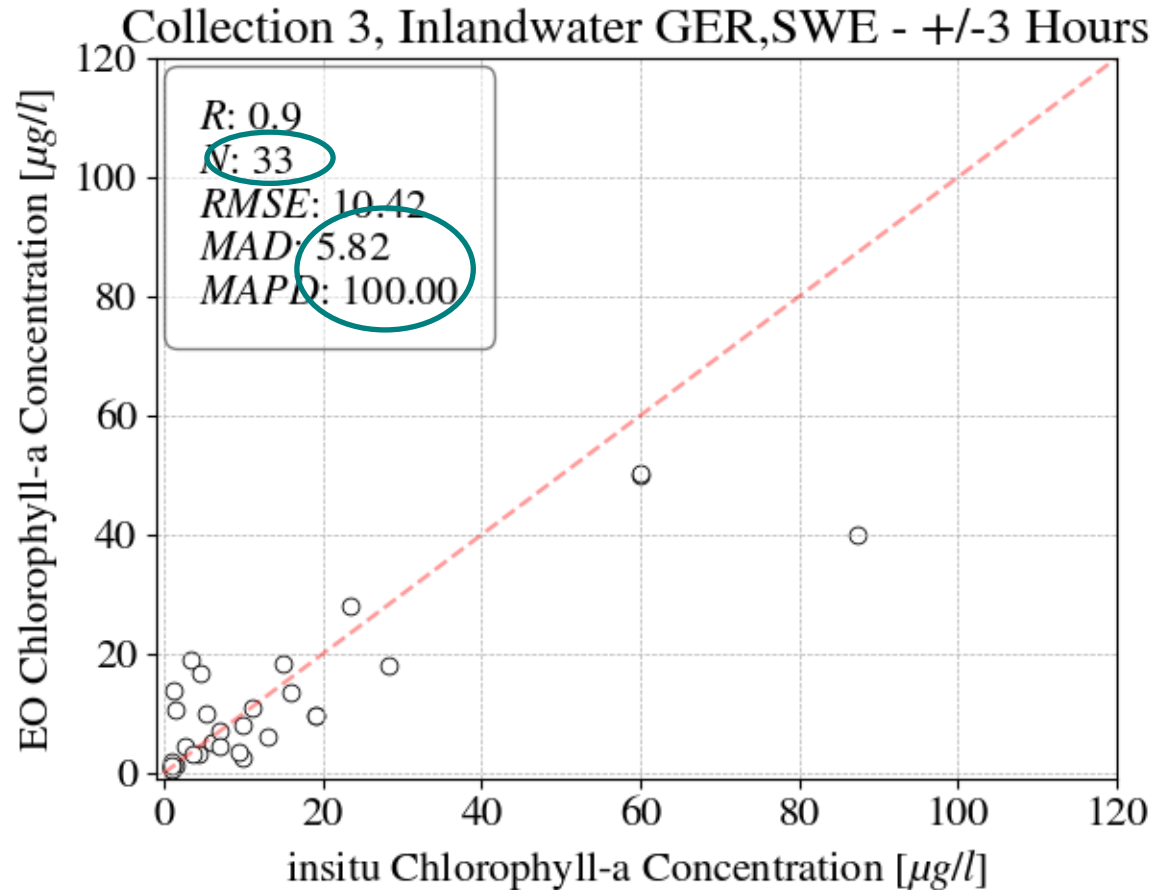 Collection 3, Inlandwater GER,SWE - +/-3 Hours
R: 0.9
N: 33
RMSE: 10.42
MAD: 5.82
MAPD: 100.00
EO Chlorophyll-a Concentration [μg/l]
120
100
80
60
40
20
0
0 20 40 60 80 100 120
insitu Chlorophyll-a Concentration [μg/l]